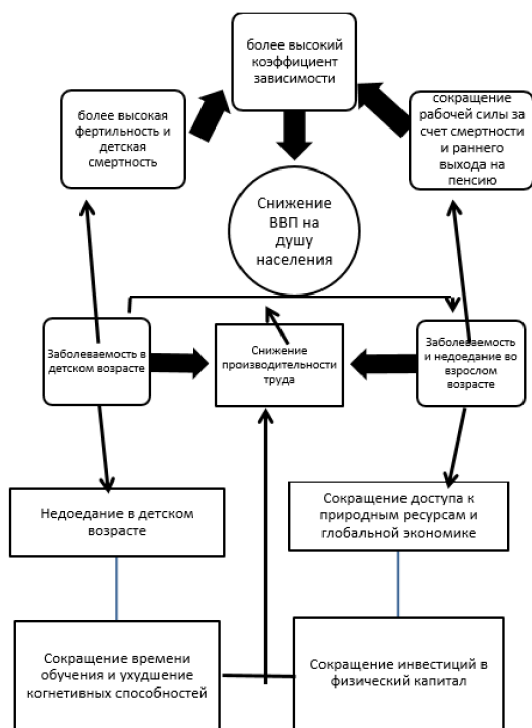 более высокий
коэффициент
зависимости
более высокая
фертильность и
детская
смертность
сокращение
рабочей силы за
счет смертности
и раннего
выхода на
пенсию
Снижение
ВВП на
душу
населения
Заболеваемость в
детском возрасте
Снижение
производительности
труда
Заболеваемость
и недоедание во
взрослом
возрасте
Недоедание в детском
возрасте
Сокращение доступа к
природным ресурсам и
глобальной экономике
Сокращение времени
обучения и ухудшение
когнетивных способностей
Сокращение инвестиций в
физический капитал